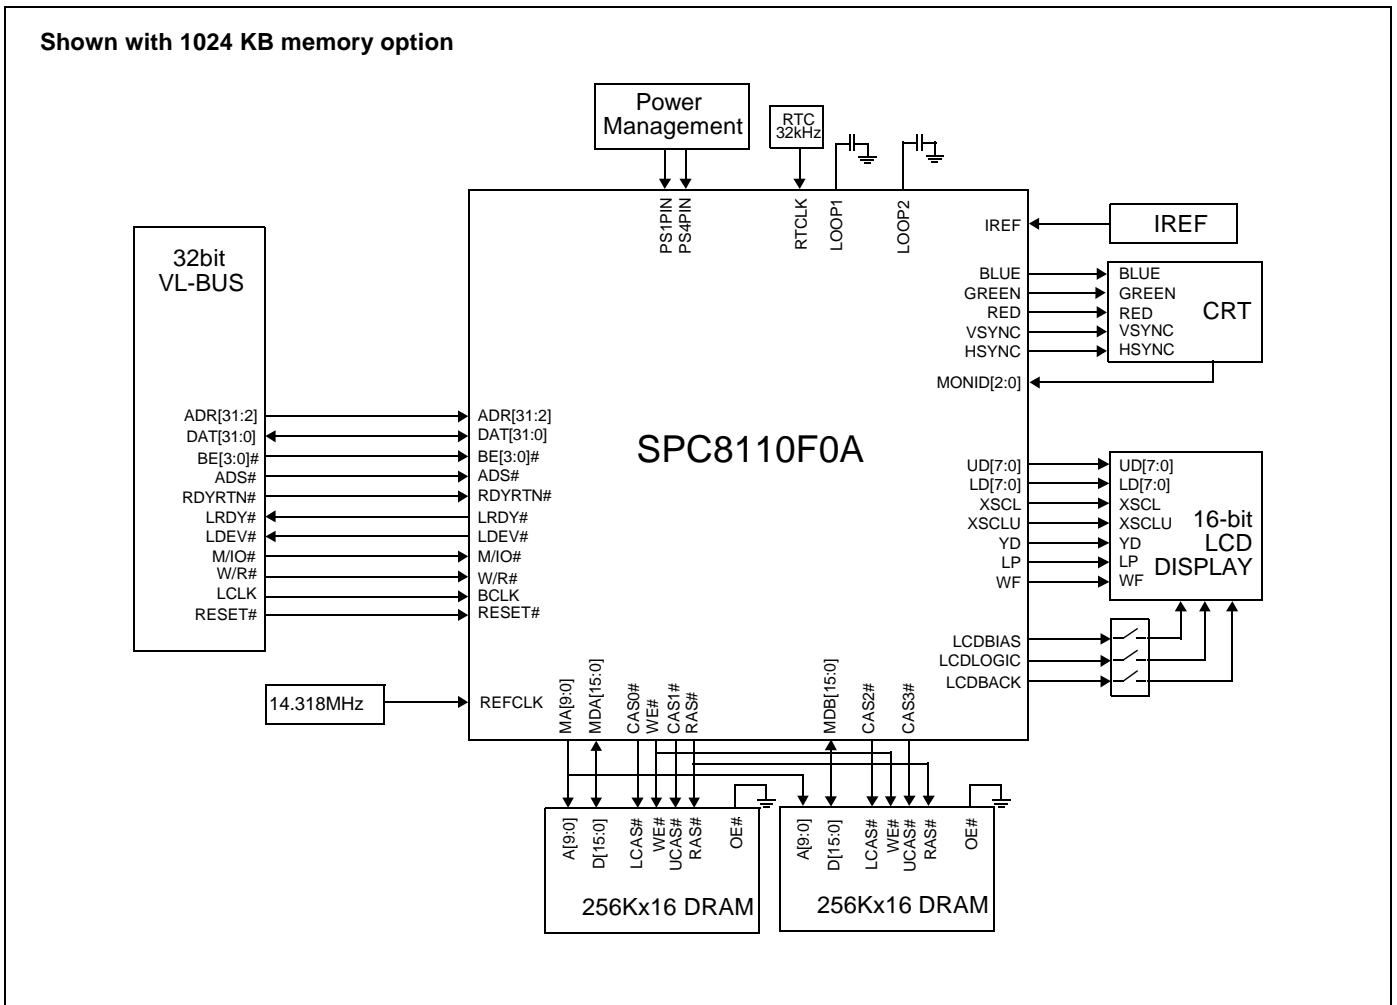 Shown with 1024 KB memory option
Power
Management
RTC
32kHz
PS1PIN
PS4PIN
RTCLK
LOOP1
LOOP2
32bit
VL-BUS
IREF
IREF
BLUE
GREEN
RED
VSYNC
HSYNC
MONID[2:0]
BLUE
GREEN
RED
VSYNC
HSYNC
CRT
ADR[31:2]
DAT[31:0]
BE[3:0]#
ADS#
RDYRTN#
LRDY#
LDEV#
M/IO#
W/R#
LCLK
RESET#
ADR[31:2]
DAT[31:0]
BE[3:0]#
ADS#
RDYRTN#
LRDY#
LDEV#
M/IO#
W/R#
BCLK
RESET#
SPC8110F0A
UD[7:0]
LD[7:0]
XSCL
XSCLU
YD
LP
WF
UD[7:0]
LD[7:0]
XSCL
XSCLU
YD
LP
WF
16-bit
LCD
DISPLAY
LCDBIAS
LCDLOGIC
LCDBACK
14.318MHz
REFCLK
MA[9:0]
MDA[15:0]
CAS0#
WE#
CAS1#
RAS#
MDB[15:0]
CAS2#
CAS3#
A[9:0]
D[15:0]
LCAS#
WE#
UCAS#
RAS#
OE#
256Kx16 DRAM
A[9:0]
D[15:0]
LCAS#
WE#
UCAS#
RAS#
OE#
256Kx16 DRAM